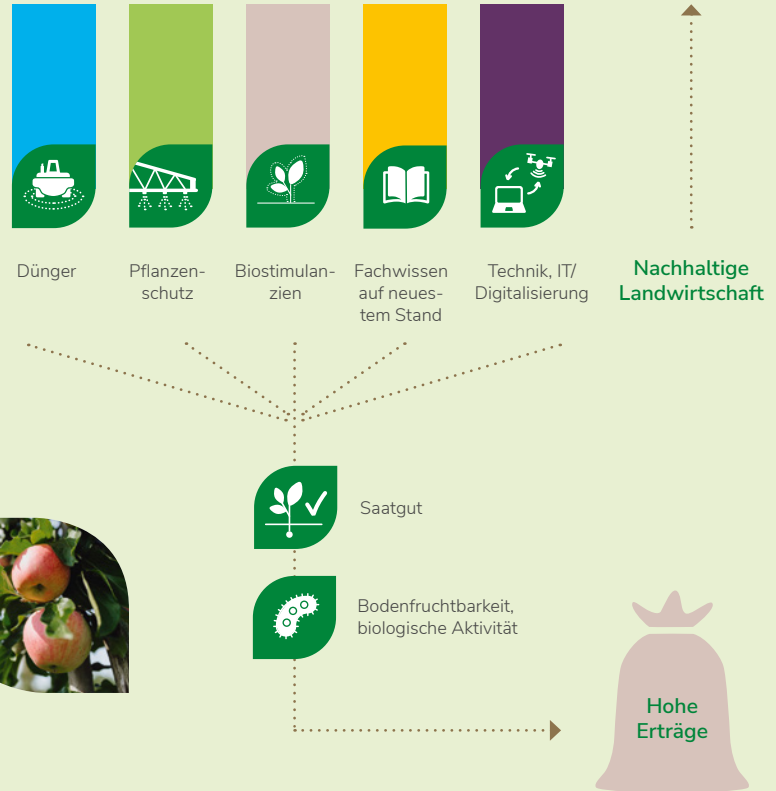 Dünger
Pflanzen-
schutz
Biostimulan-
zien
Fachwissen
auf neues-
tem Stand
Technik, IT/
Digitalisierung
Nachhaltige
Landwirtschaft
Saatgut
Bodenfruchtbarkeit,
biologische Aktivität
Hohe
Erträge